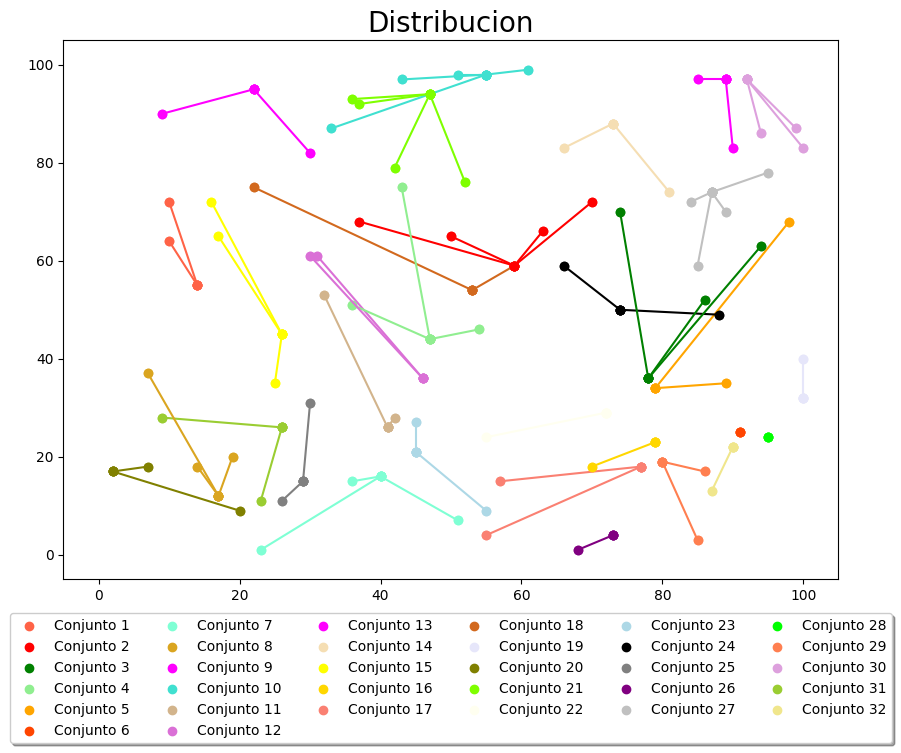 Distribucion
100
80
60
40
20
0
0 20 40 60 80 100
Conjunto 1 Conjunto 7 Conjunto 13 Conjunto 18 Conjunto 23 Conjunto 28
Conjunto 2 Conjunto 8 Conjunto 14 Conjunto 19 Conjunto 24 Conjunto 29
Conjunto 3 Conjunto 9 Conjunto 15 Conjunto 20 Conjunto 25 Conjunto 30
Conjunto 4 Conjunto 10 Conjunto 16 Conjunto 21 Conjunto 26 Conjunto 31
Conjunto 5 Conjunto 11 Conjunto 17 Conjunto 22 Conjunto 27 Conjunto 32
Conjunto 6 Conjunto 12